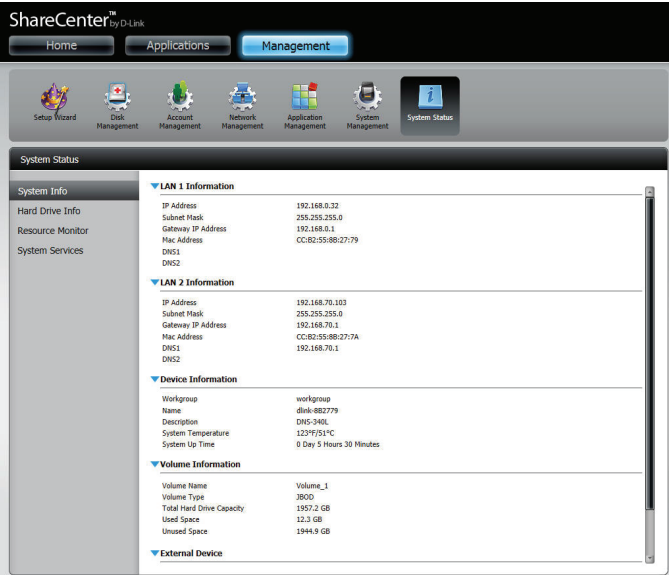 ShareCenter™ by D-Link
Home Applications Management
Setup Wizard
Disk Management
Account Management
Network Management
Application Management
System Management
System Status
System Status
System Info
Hard Drive Info
Resource Monitor
System Services
LAN 1 Information
IP Address 192.168.0.32
Subnet Mask 255.255.255.0
Gateway IP Address 192.168.0.1
Mac Address CC:B2:55:8B:27:79
DNS1
DNS2
LAN 2 Information
IP Address 192.168.70.103
Subnet Mask 255.255.255.0
Gateway IP Address 192.168.70.1
Mac Address CC:B2:55:8B:27:7A
DNS1 192.168.70.1
DNS2
Device Information
Workgroup workgroup
Name dlink-8B2779
Description DNS-340L
System Temperature 123°F/51°C
System Up Time 0 Day 5 Hours 30 Minutes
Volume Information
Volume Name Volume_1
Volume Type JBOD
Total Hard Drive Capacity 1957.2 GB
Used Space 12.3 GB
Unused Space 1944.9 GB
External Device